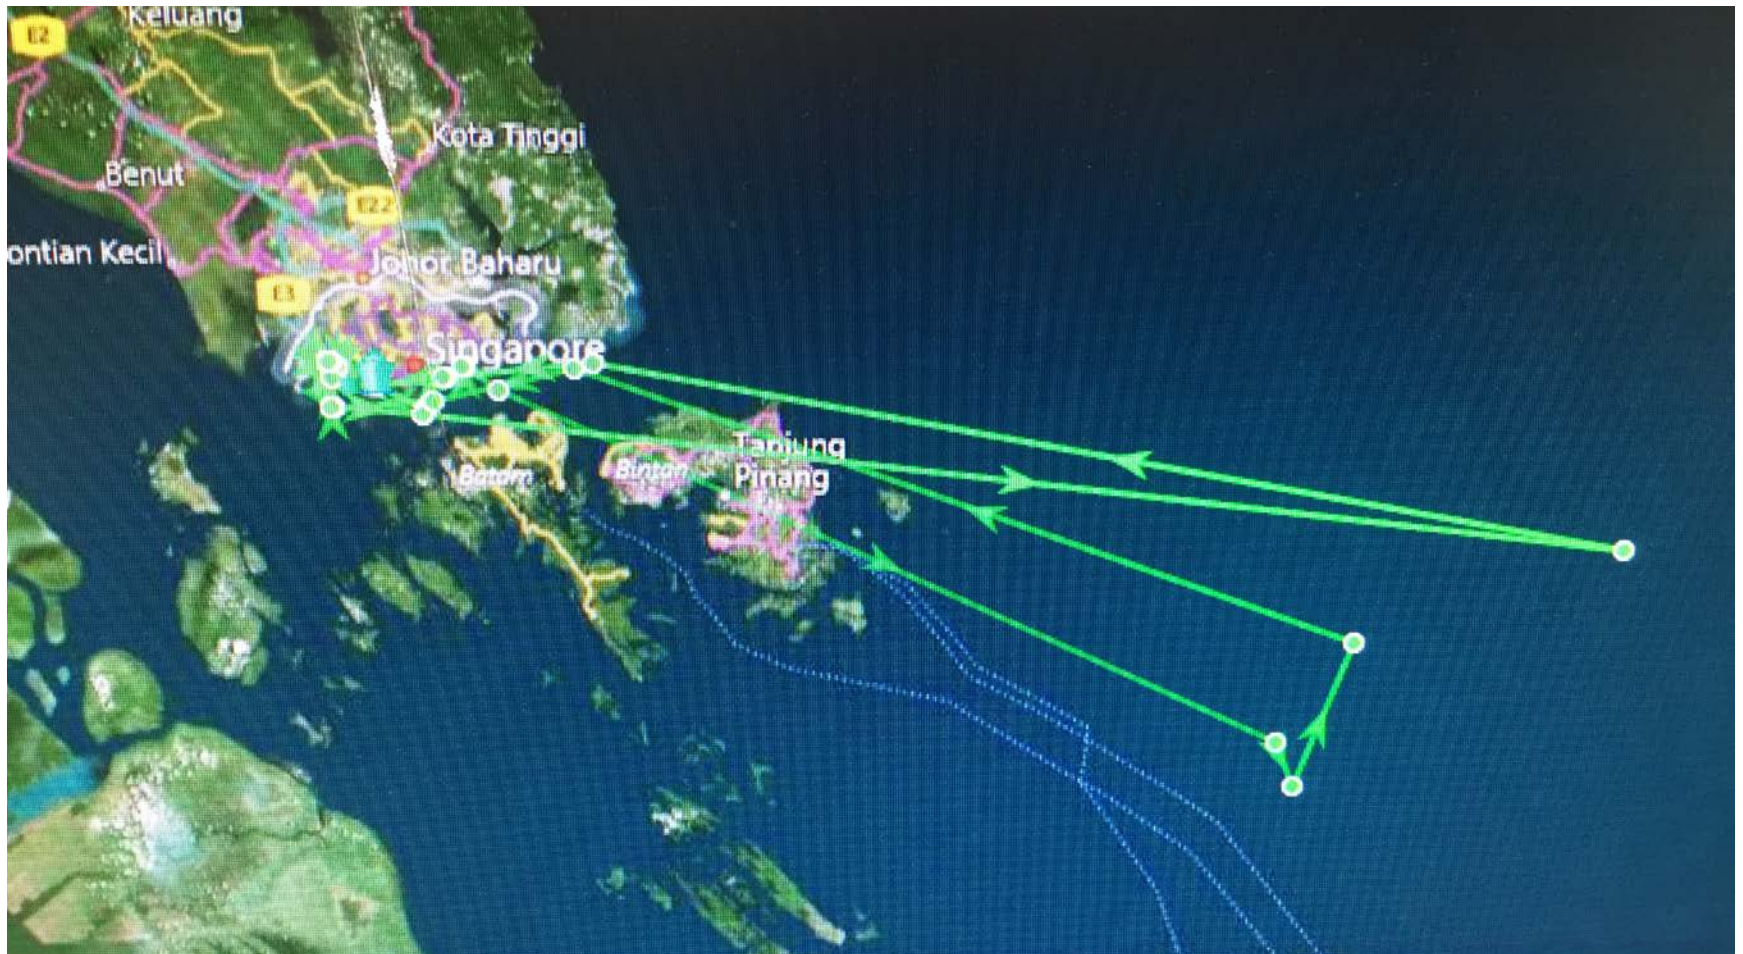 Keluang
E2
Kota Tinggi
Benut
E22
ontian Kecil
Johor Baharu
E3
Singapore
Tanjung
Pinang
Batam
Bintan